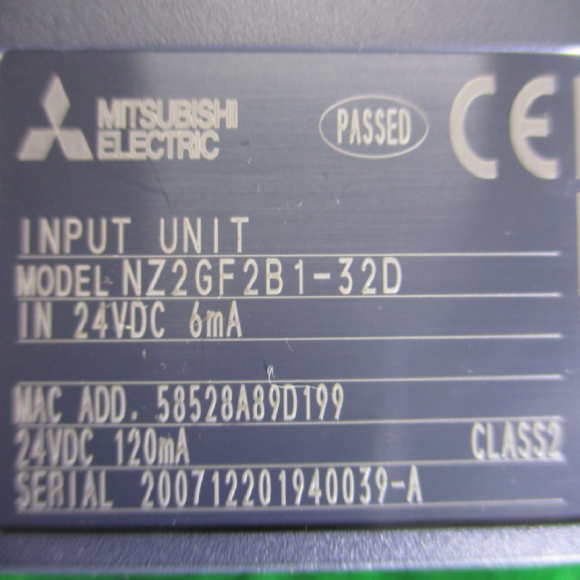 MITSUBISHI
ELECTRIC
PASSED
CE
INPUT UNIT
MODEL NZ2GF2B1-32D
IN 24VDC 6mA
MAC ADD. 58528A89D199
24VDC 120mA CLASS2
SERIAL 200712201940039-A